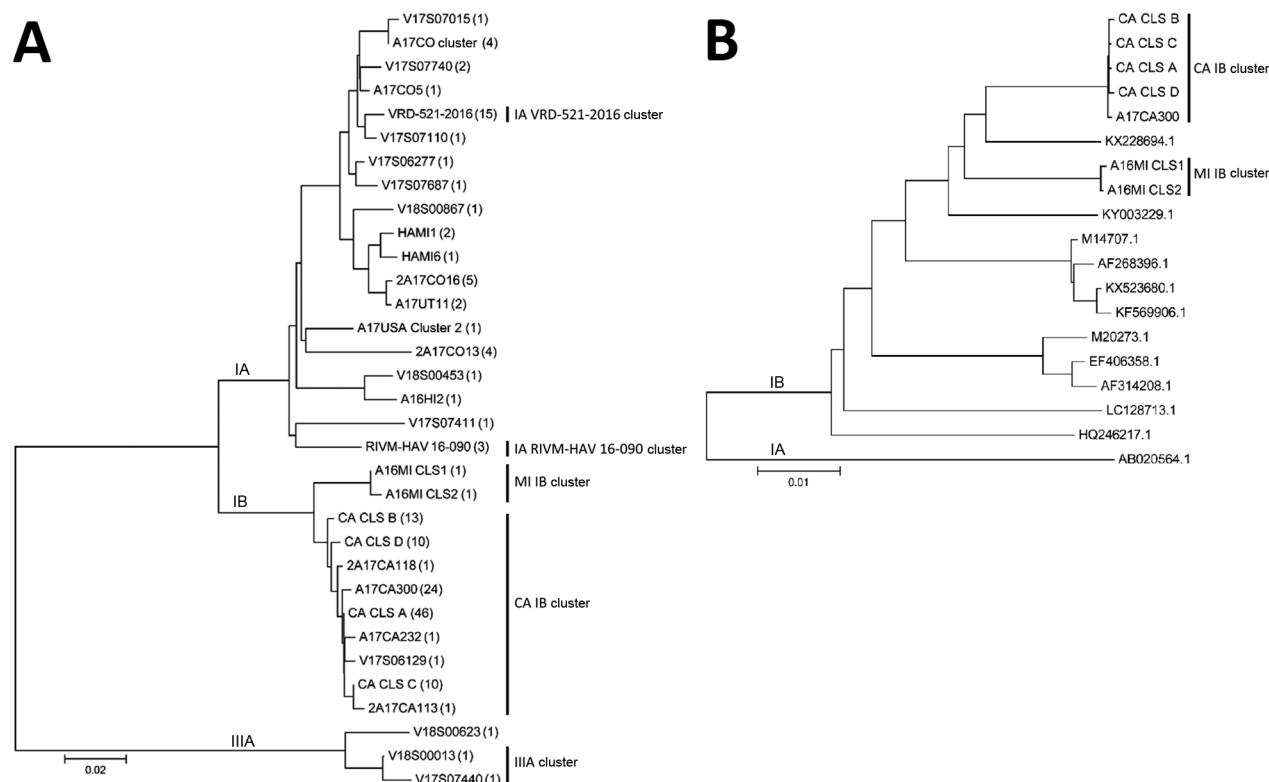 A
V17S07015 (1)
A17CO cluster (4)
V17S07740 (2)
A17CO5 (1)
VRD-521-2016 (15)
IA VRD-521-2016 cluster
V17S07110 (1)
V17S06277 (1)
V17S07687 (1)
V18S00867 (1)
HAMI1 (2)
HAMI6 (1)
2A17CO16 (5)
A17UT11 (2)
A17USA Cluster 2 (1)
2A17CO13 (4)
IA
V18S00453 (1)
A16HI2 (1)
V17S07411 (1)
RIVM-HAV 16-090 (3)
IA RIVM-HAV 16-090 cluster
A16MI CLS1 (1)
MI IB cluster
A16MI CLS2 (1)
IB
CA CLS B (13)
CA CLS D (10)
2A17CA118 (1)
A17CA300 (24)
CA IB cluster
CA CLS A (46)
A17CA232 (1)
V17S06129 (1)
CA CLS C (10)
2A17CA113 (1)
IIIA
V18S00623 (1)
V18S00013 (1)
IIIA cluster
V17S07440 (1)
0.02
B
CA CLS B
CA CLS C
CA CLS A
CA IB cluster
CA CLS D
A17CA300
KX228694.1
A16MI CLS1
MI IB cluster
A16MI CLS2
KY003229.1
M14707.1
AF268396.1
KX523680.1
KF569906.1
M20273.1
EF406358.1
AF314208.1
IB
LC128713.1
HQ246217.1
IA
AB020564.1
0.01